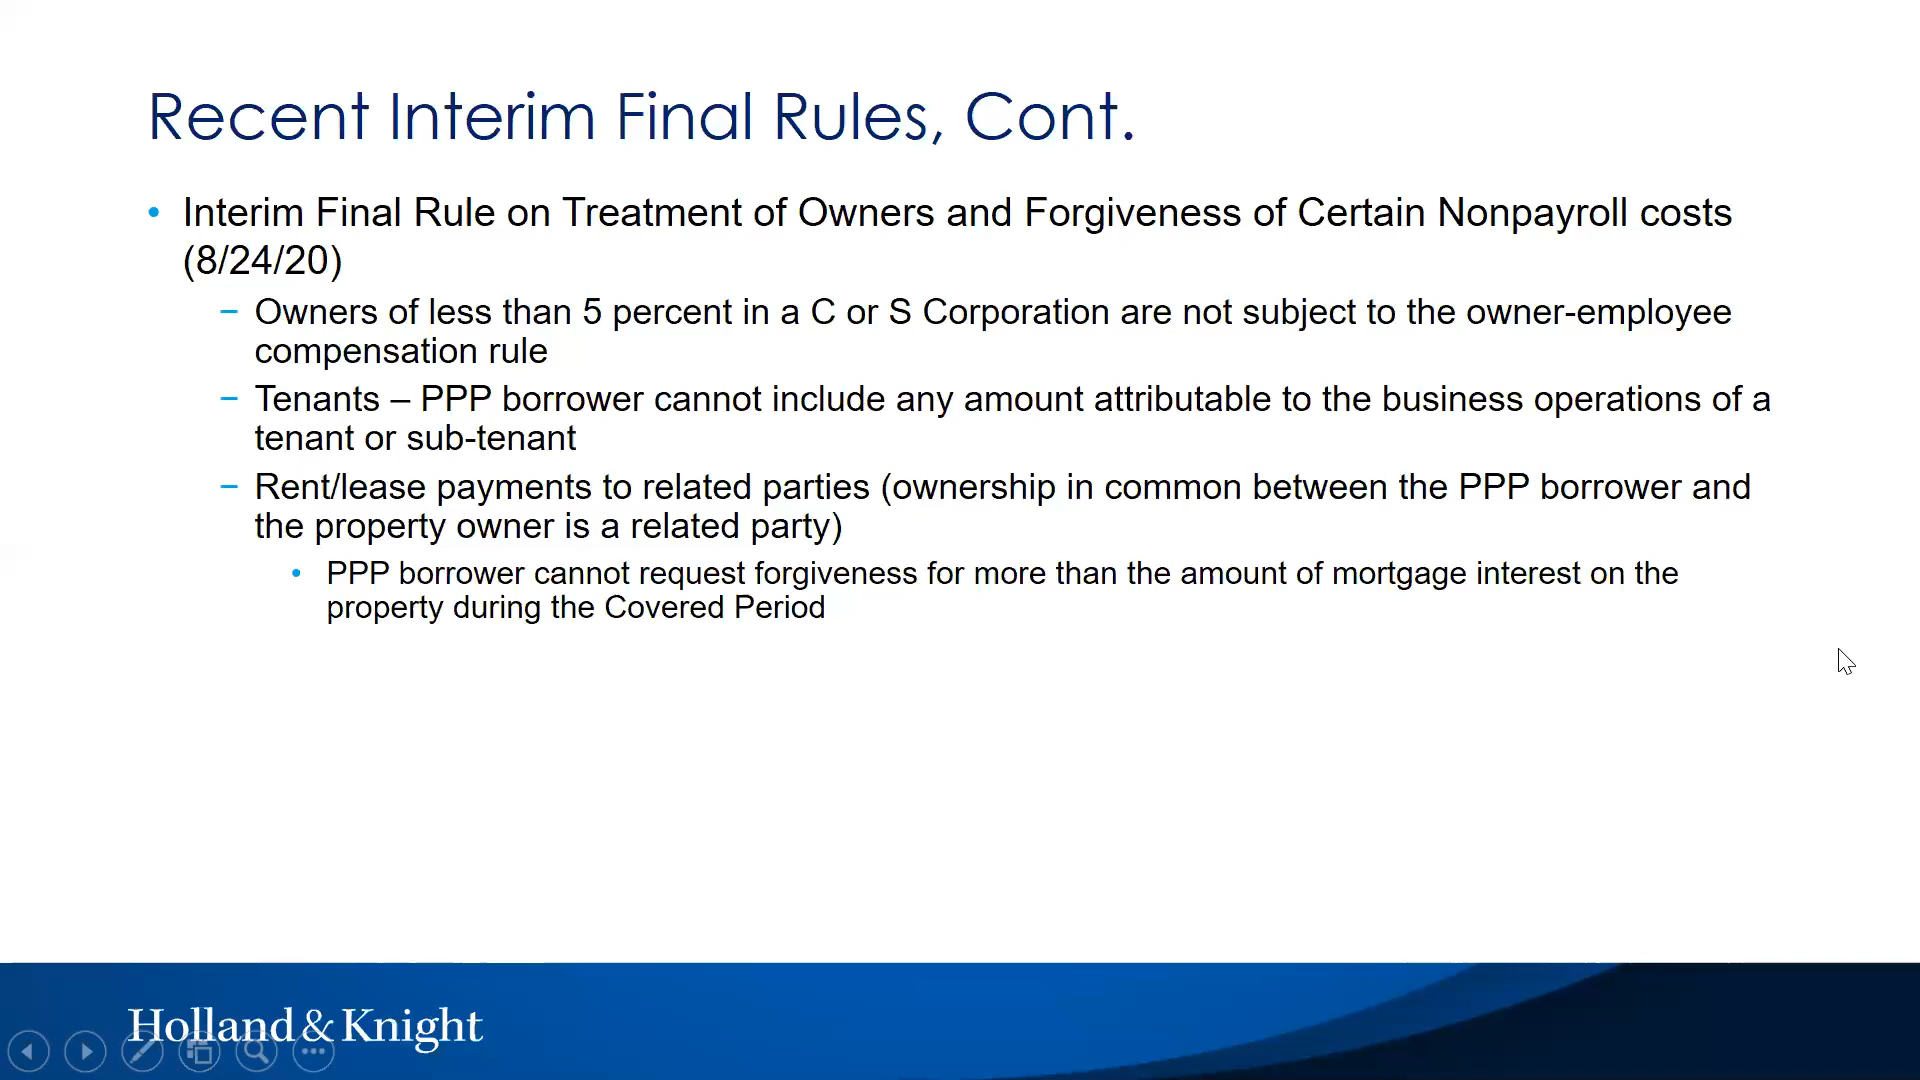 Recent Interim Final Rules, Cont.
• Interim Final Rule on Treatment of Owners and Forgiveness of Certain Nonpayroll costs
(8/24/20)
− Owners of less than 5 percent in a C or S Corporation are not subject to the owner-employee
compensation rule
− Tenants – PPP borrower cannot include any amount attributable to the business operations of a
tenant or sub-tenant
− Rent/lease payments to related parties (ownership in common between the PPP borrower and
the property owner is a related party)
• PPP borrower cannot request forgiveness for more than the amount of mortgage interest on the
property during the Covered Period
Holland & Knight